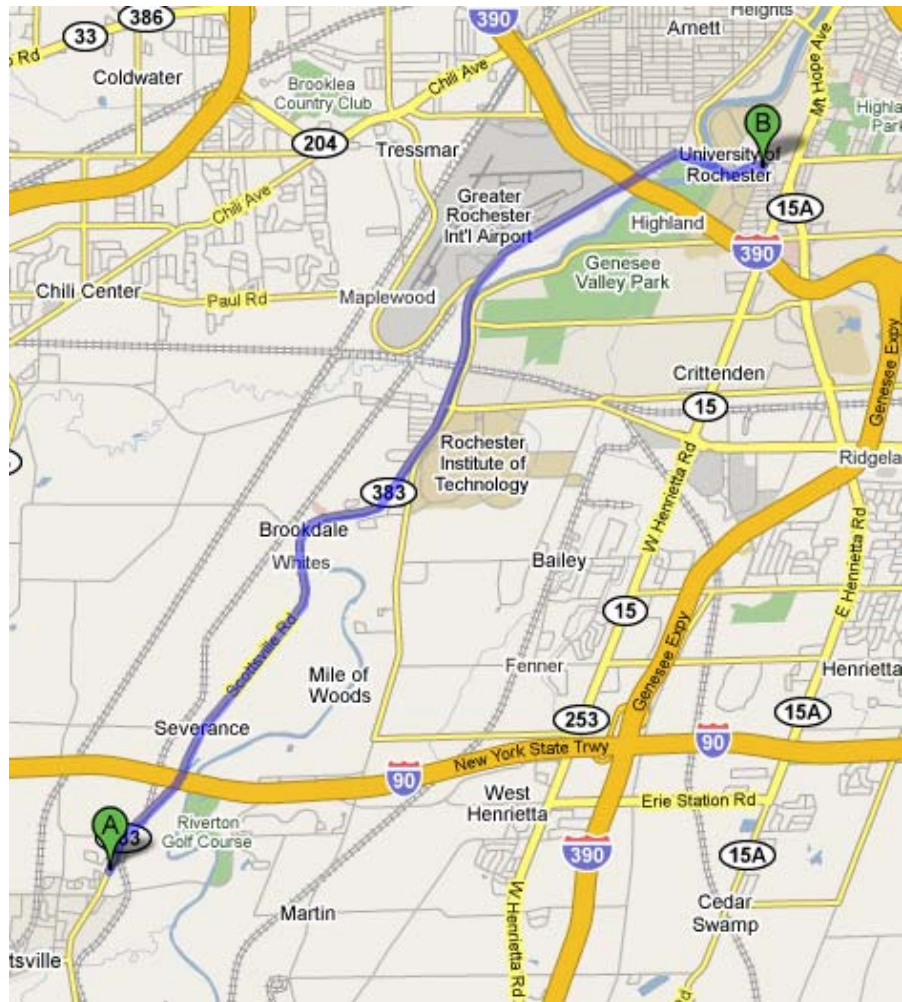 386
390
Heights
33
Arnett
o Rd
Coldwater
Chili Ave
Mt Hope Ave
Brooklea
Country Club
Highland
Park
B
204
Tressmar
University of
Rochester
Greater
Rochester
Int'l Airport
Chili Ave
15A
Highland
390
Genesee
Valley Park
Chili Center
Paul Rd
Maplewood
Genesee Expy
Crittenden
15
Rochester
Institute of
Technology
Ridgela
W Henrietta Rd
383
Brookdale
Whites
Bailey
E Henrietta Rd
15
Scottsville Rd
Genesee Expy
Fenner
Henrietta
Mile of
Woods
253
15A
Severance
90
New York State Trwy
90
West
Henrietta
Erie Station Rd
A
83
Riverton
Golf Course
390
15A
W Henrietta Rd
Martin
Cedar
Swamp
tsville